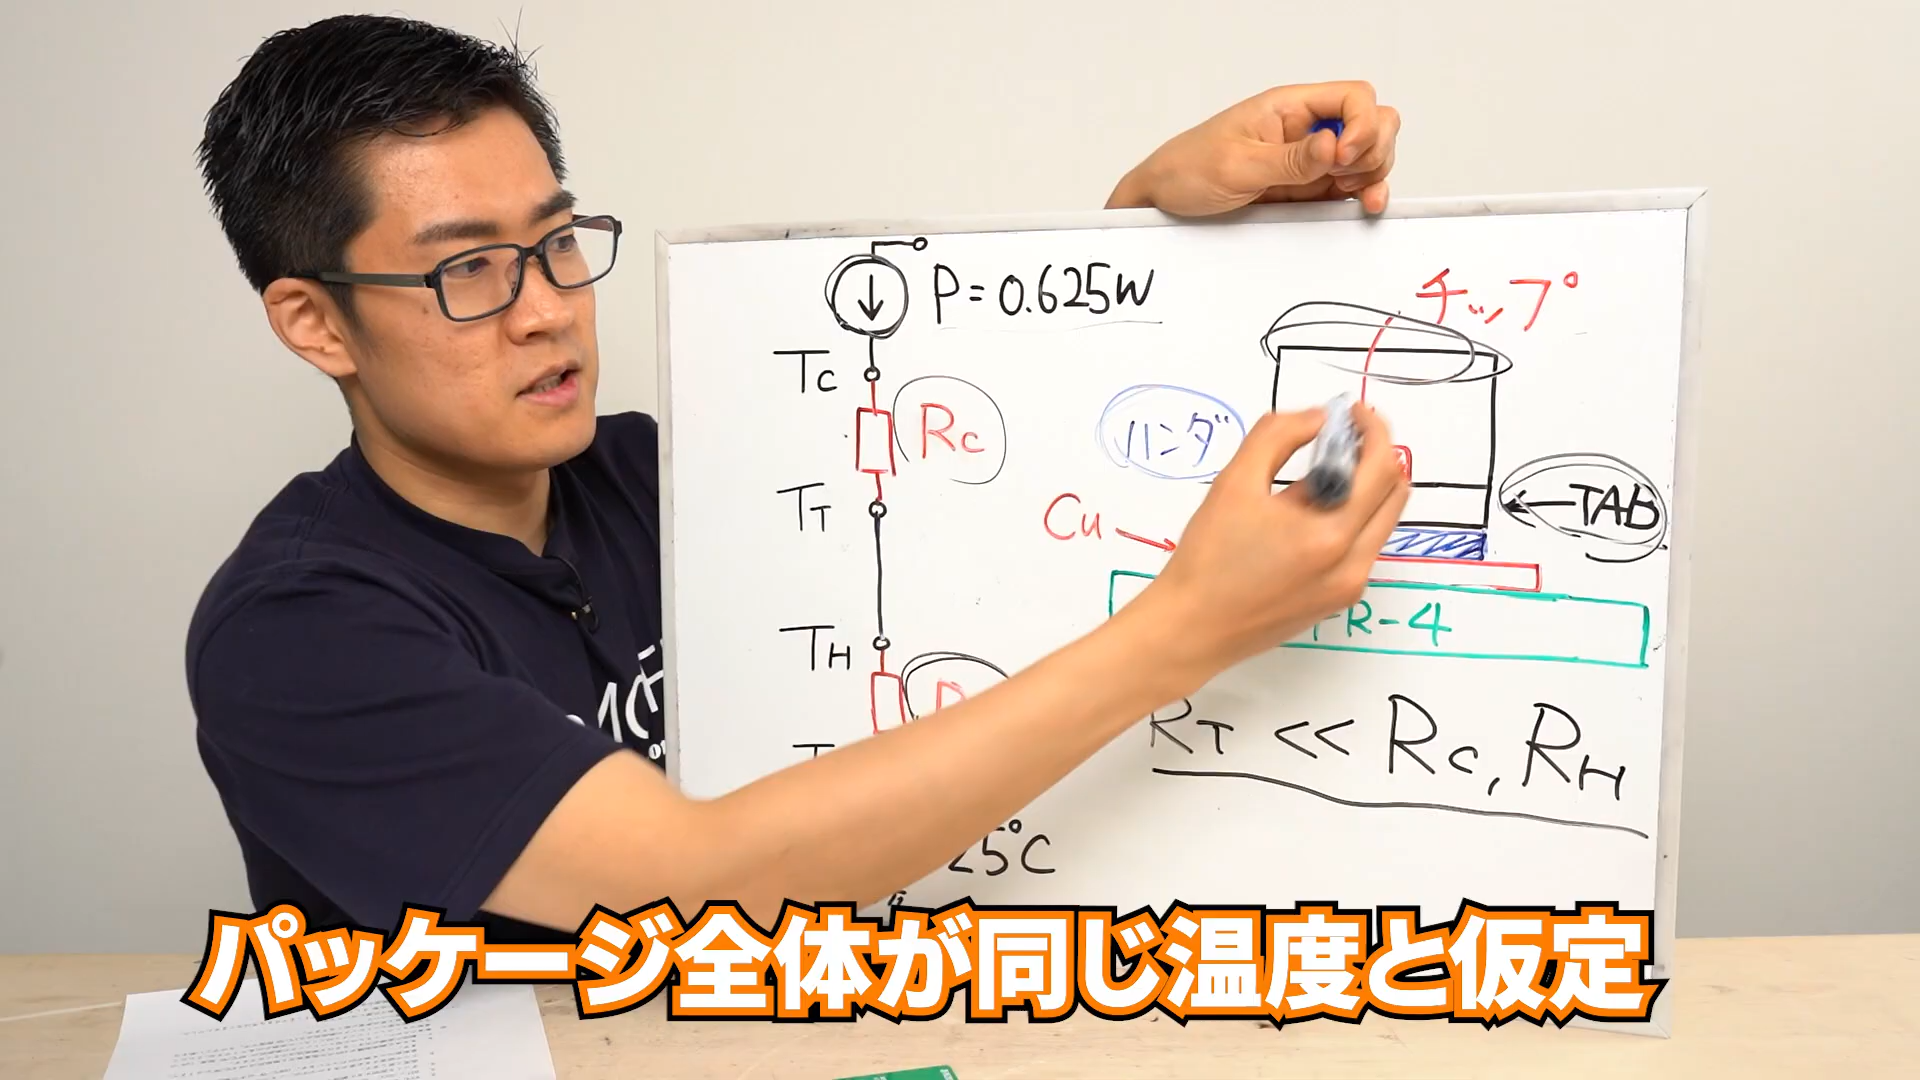 P=0.625W
チップ
Tc
Rc
ハンダ
TT
TAB
Cu
TH
FR-4
RT << Rc, RH
25℃
パッケージ全体が同じ温度と仮定